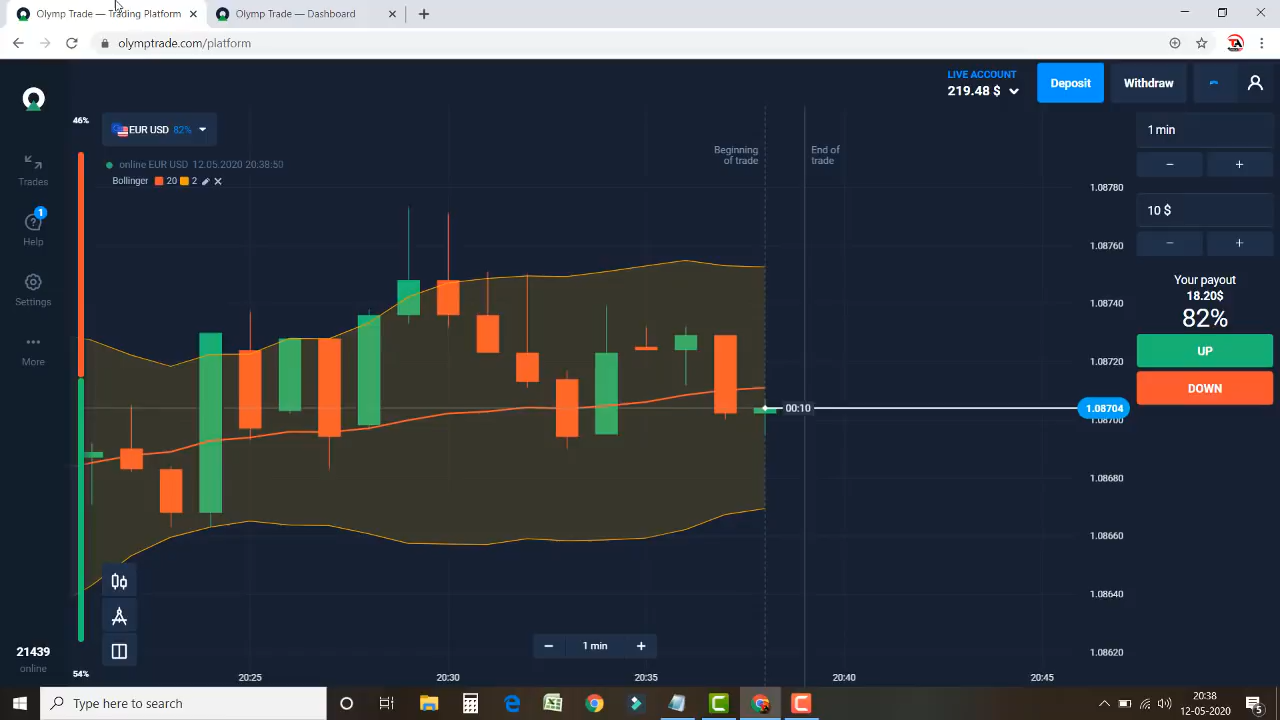 Olymp Trade — Trading Platform
Olymp Trade — Dashboard
olymptrade.com/platform
LIVE ACCOUNT
219.48 $
Deposit
Withdraw
46%
EUR USD 82%
online EUR USD 12.05.2020 20:38:50
Bollinger 20 2
Trades
1
Help
Settings
More
21439
online
54%
Beginning
of trade
End of
trade
1.08780
1.08760
1.08740
1.08720
1.08704
1.08700
1.08680
1.08660
1.08640
1.08620
00:10
1 min
10 $
Your payout
18.20$
82%
UP
DOWN
1 min
20:25
20:30
20:35
20:40
20:45
Type here to search
20:38
12-05-2020
5